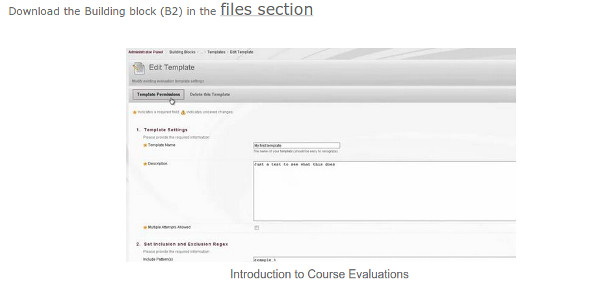 Download the Building block (B2) in the files section
Administrator Panel Building Blocks Templates Edit Template
Edit Template
Modify existing evaluation template settings.
Template Permissions Delete this Template
Indicates a required field. Indicates unsaved changes.
1. Template Settings
Please provide the required information
Template Name My first template
The name of your template (should be easy to recognize)
Description Just a test to see what this does
Multiple Attempts Allowed
2. Set Inclusion and Exclusion Regex
Please provide the required information
Include Pattern(s) example_1
Introduction to Course Evaluations